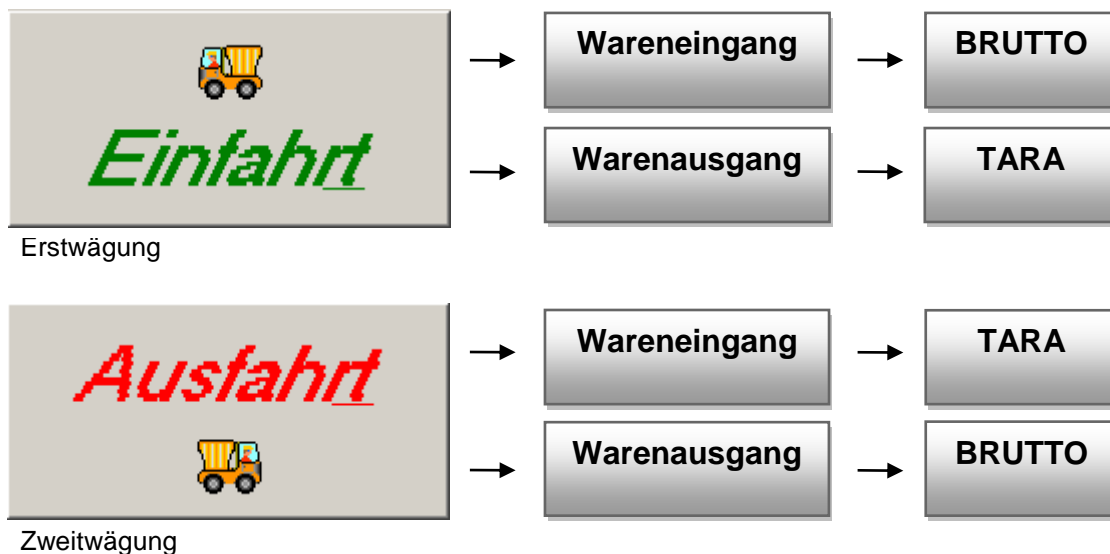 Wareneingang BRUTTO
Einfahrt
Warenausgang TARA
Erstwägung
Wareneingang TARA
Ausfahrt
Warenausgang BRUTTO
Zweitwägung